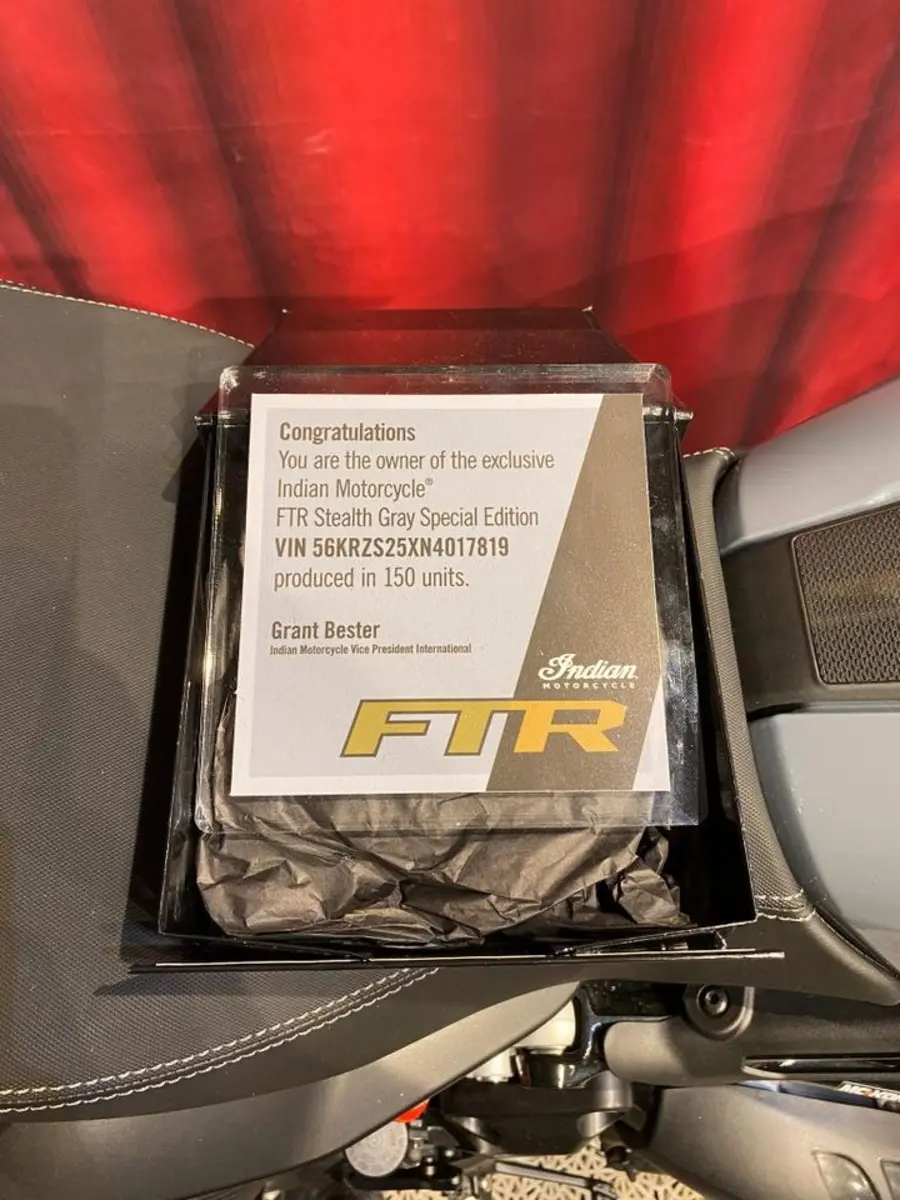 Congratulations
You are the owner of the exclusive
Indian Motorcycle®
FTR Stealth Gray Special Edition
VIN 56KRZS25XN4017819
produced in 150 units.
Grant Bester
Indian Motorcycle Vice President International
Indian
MOTORCYCLE
FTR